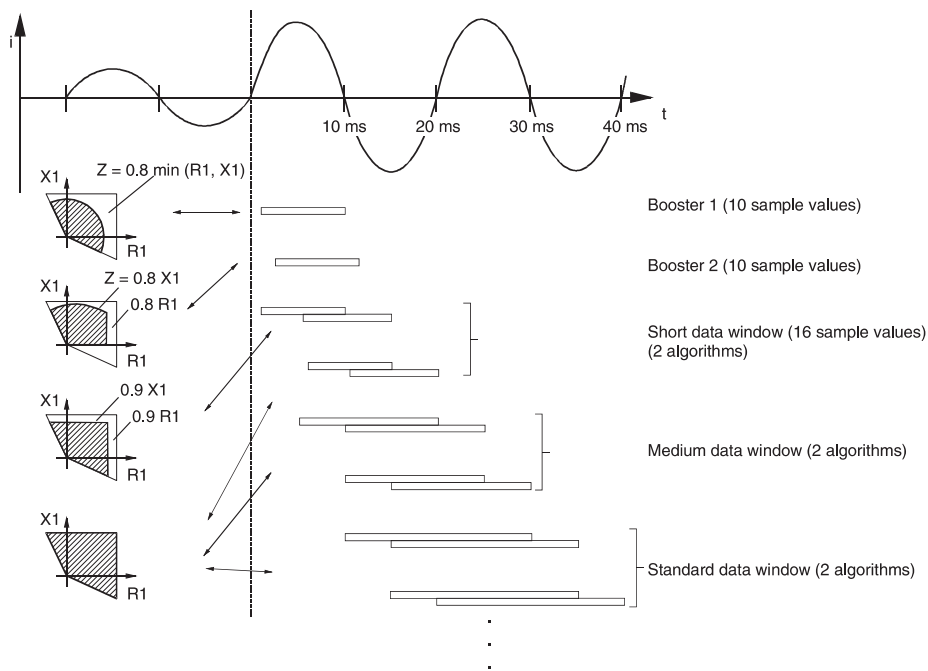 i
t
10 ms
20 ms
30 ms
40 ms
X1
Z = 0.8 min (R1, X1)
R1
Booster 1 (10 sample values)
X1
Z = 0.8 X1
0.8 R1
R1
Booster 2 (10 sample values)
Short data window (16 sample values)
(2 algorithms)
X1
0.9 X1
0.9 R1
R1
Medium data window (2 algorithms)
X1
R1
Standard data window (2 algorithms)